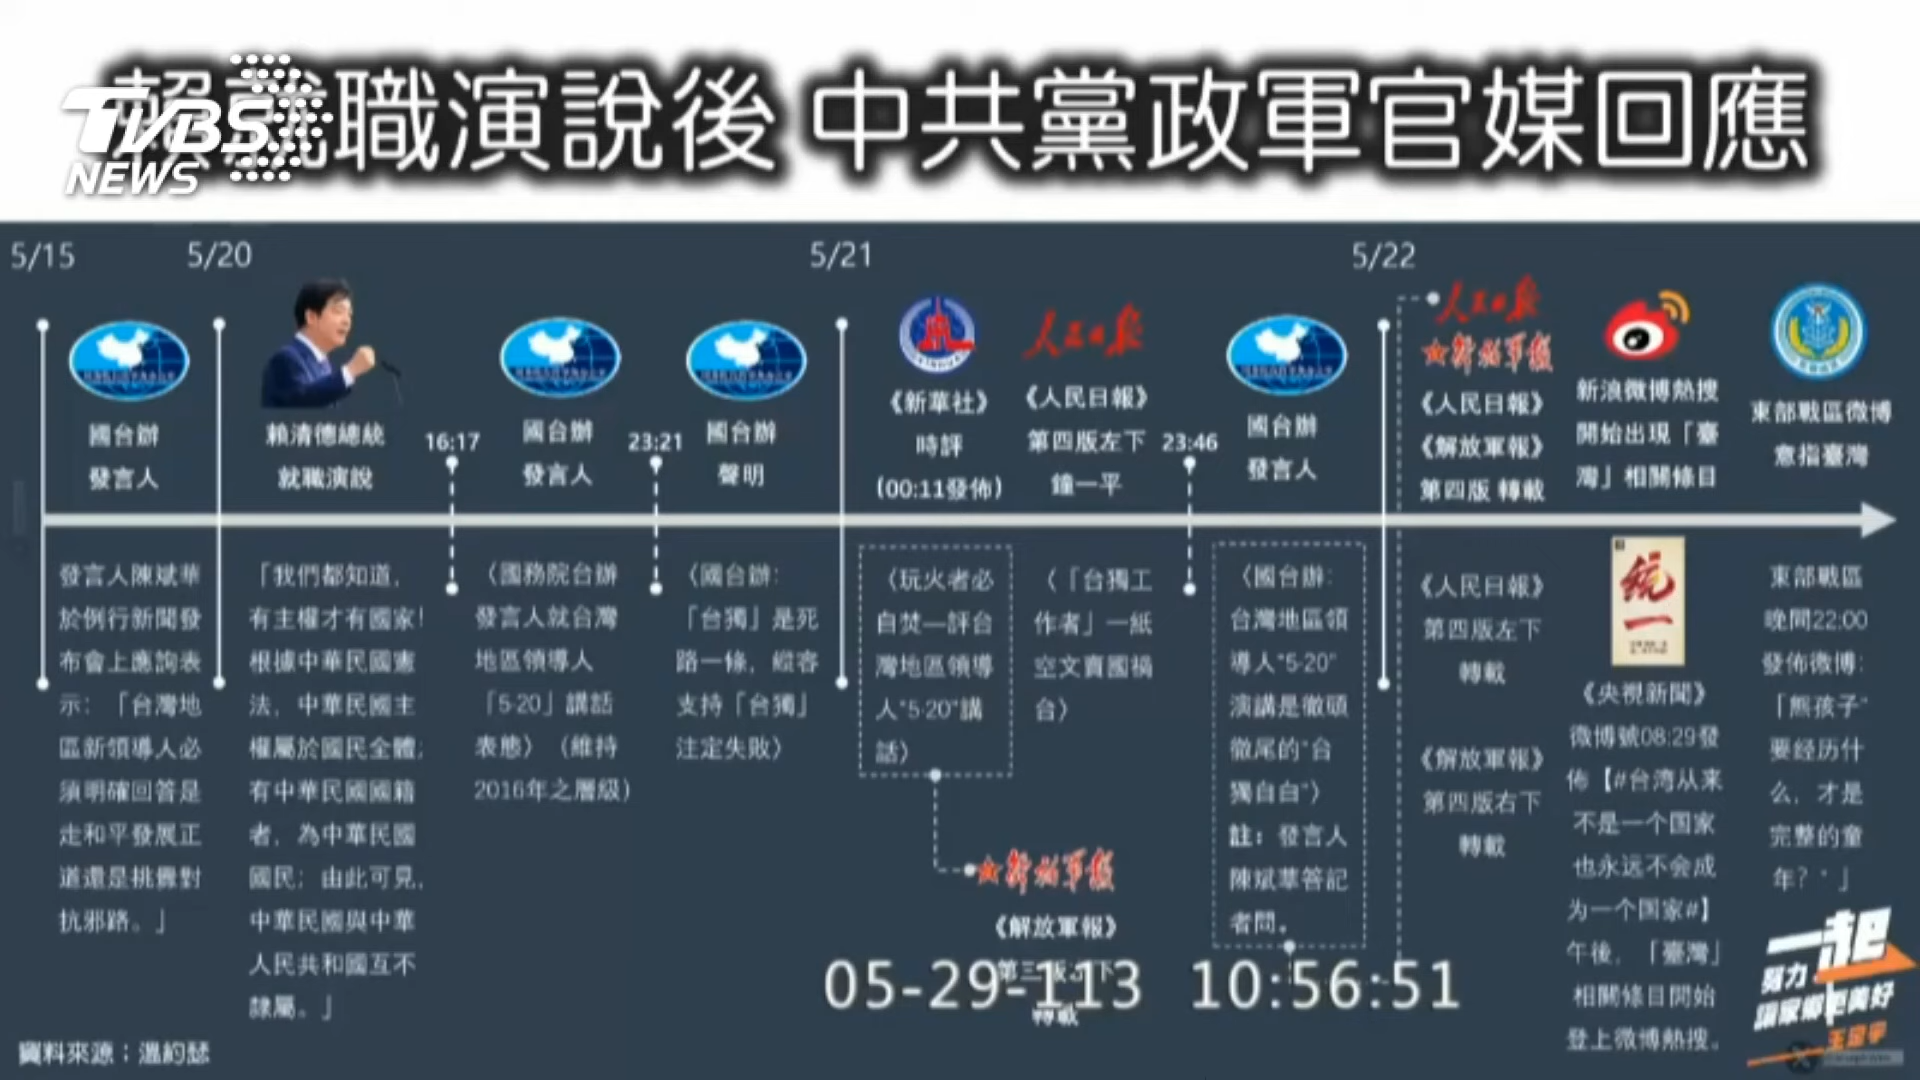 賴就職演說後 中共黨政軍官媒回應
TVBS
NEWS
5/15
5/20
5/21
5/22
國台辦
發言人
賴清德總統
就職演說
16:17
國台辦
發言人
23:21
國台辦
聲明
《新華社》
時評
(00:11發佈)
人民日報
《人民日報》
第四版左下
鐘一平
23:46
國台辦
發言人
人民日報
解放軍報
《人民日報》
《解放軍報》
第四版 轉載
新浪微博熱搜
開始出現「臺
灣」相關條目
東部戰區微博
意指臺灣
發言人陳斌華
於例行新聞發
布會上應詢表
示：「台灣地
區新領導人必
須明確回答是
走和平發展正
道還是挑釁對
抗邪路。」
「我們都知道，
有主權才有國家！
根據中華民國憲
法，中華民國主
權屬於國民全體；
有中華民國國籍
者，為中華民國
國民；由此可見，
中華民國與中華
人民共和國互不
隸屬。」
〈國務院台辦
發言人就台灣
地區領導人
「5·20」講話
表態〉（維持
2016年之層級）
〈國台辦：
「台獨」是死
路一條，縱容
支持「台獨」
注定失敗〉
〈玩火者必
自焚—評台
灣地區領導
人“5·20”講
話〉
解放軍報
《解放軍報》
轉載
〈「台獨工
作者」一紙
空文賣國禍
台〉
〈國台辦：
台灣地區領
導人“5·20”
演講是徹頭
徹尾的“台
獨自白”〉
註：發言人
陳斌華答記
者問。
《人民日報》
第四版左下
轉載
《解放軍報》
第四版右下
轉載
統一
《央視新聞》
微博號08:29發
佈【#台湾从来
不是一个国家
也永远不会成
为一个国家#】
午後，「臺灣」
相關條目開始
登上微博熱搜。
東部戰區
晚間22:00
發佈微博：
「“熊孩子”
要经历什
么，才是
完整的童
年？”」
05-29-113 10:56:51
資料來源：溫約瑟
一起
努力
讓家鄉更美好
王定宇